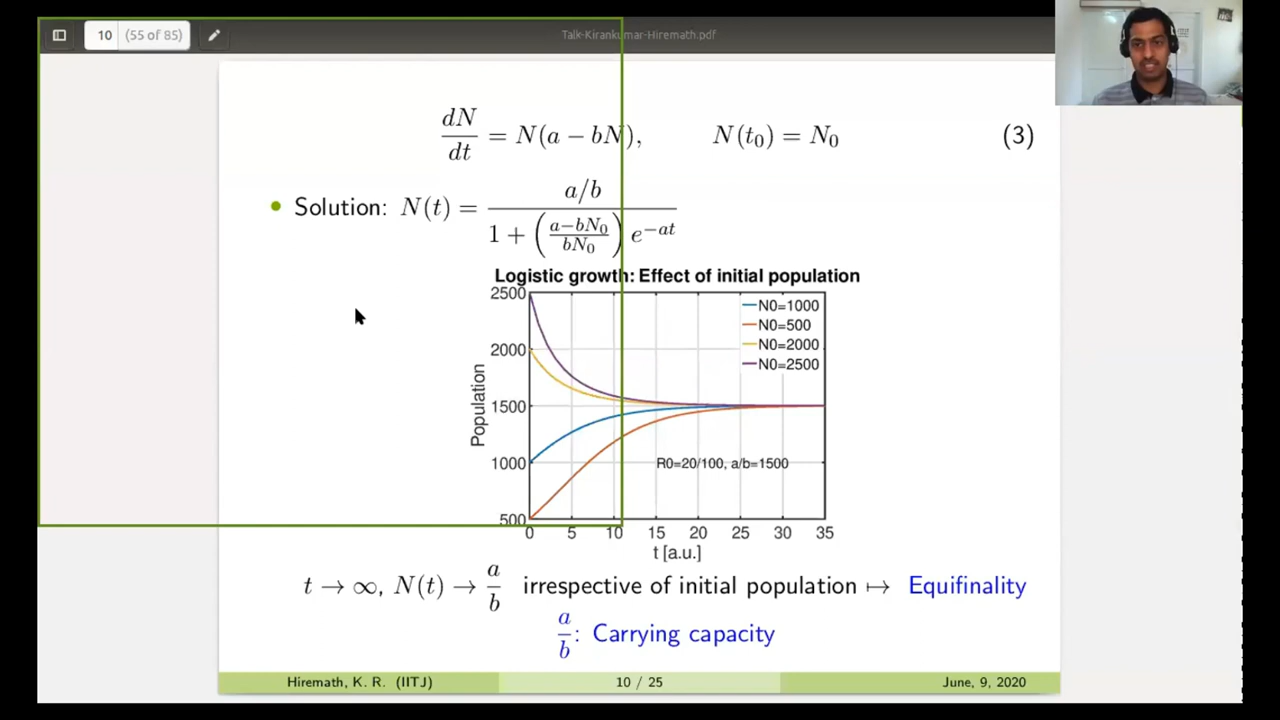 10 (55 of 85) Talk-Kirankumar-Hiremath.pdf
dN/dt = N(a − bN), N(t₀) = N₀ (3)
• Solution: N(t) = (a/b) / (1 + ((a−bN₀)/(bN₀)) e^{−at})
Logistic growth: Effect of initial population
2500
2000
1500
1000
500
Population
N0=1000
N0=500
N0=2000
N0=2500
R0=20/100, a/b=1500
0 5 10 15 20 25 30 35
t [a.u.]
t → ∞, N(t) → a/b irrespective of initial population ↦ Equifinality
a/b: Carrying capacity
Hiremath, K. R. (IITJ) 10 / 25 June, 9, 2020